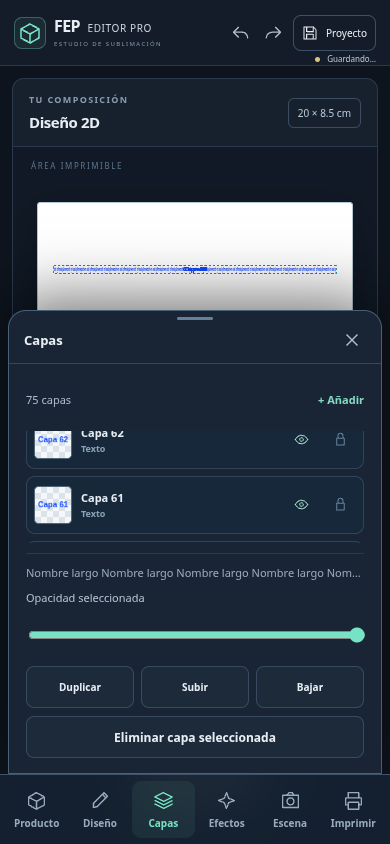 FEP EDITOR PRO
ESTUDIO DE SUBLIMACIÓN
Proyecto
Guardando...
TU COMPOSICIÓN
Diseño 2D
20 × 8.5 cm
ÁREA IMPRIMIBLE
Capas
75 capas
+ Añadir
Capa 62
Capa 62
Texto
Capa 61
Capa 61
Texto
Nombre largo Nombre largo Nombre largo Nombre largo Nom...
Opacidad seleccionada
Duplicar
Subir
Bajar
Eliminar capa seleccionada
Producto
Diseño
Capas
Efectos
Escena
Imprimir